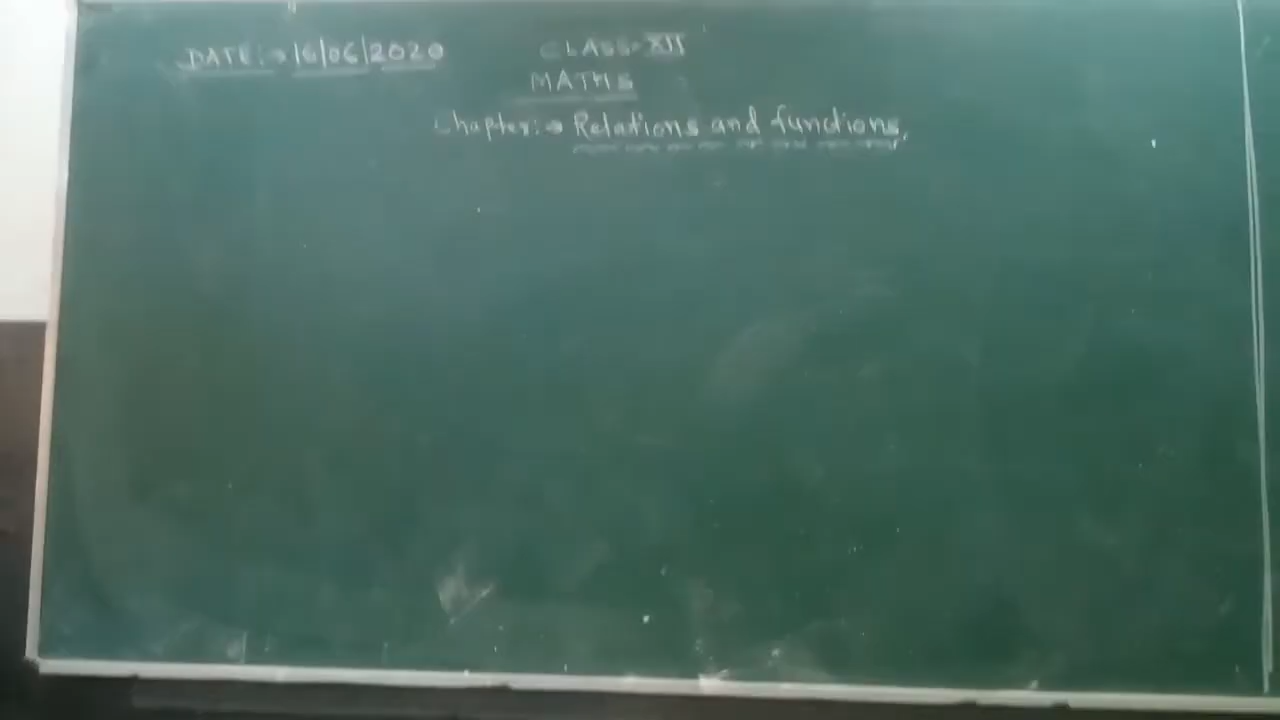 DATE:→ 16/06/2020 CLASS-XII
MATHS
Chapter:→ Relations and functions.